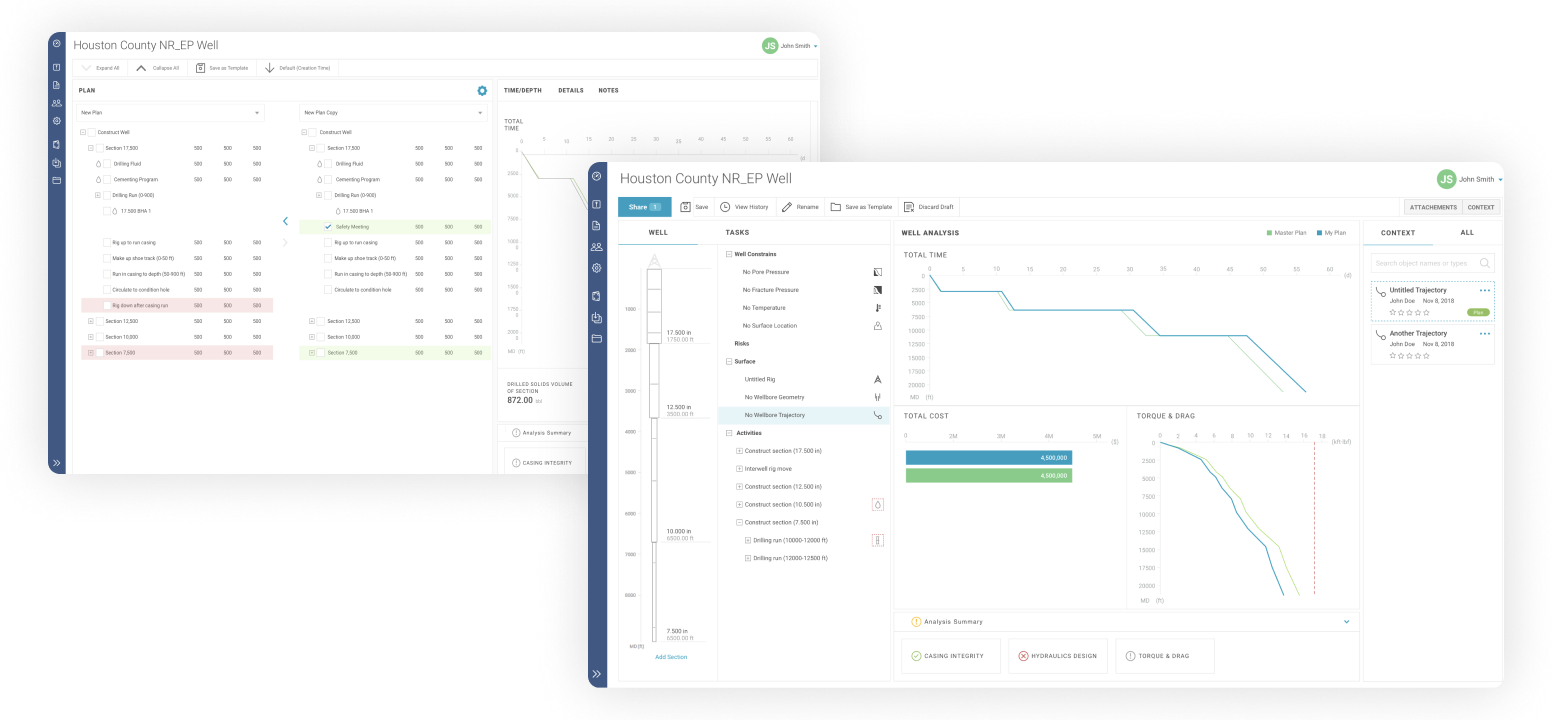 Houston County NR_EP Well
JS John Smith
Expand All
Collapse All
Save as Template
Default (Creation Time)
PLAN
New Plan
New Plan Copy
Construct Well
Construct Well
Section 17,500 500 500 500
Section 17,500 500 500 500
Drilling Fluid 500 500 500
Drilling Fluid 500 500 500
Cementing Program 500 500 500
Cementing Program 500 500 500
Drilling Run (0-900)
Drilling Run (0-900)
17.500 BHA 1
17.500 BHA 1
Safety Meeting 500 500 500
Rig up to run casing 500 500 500
Rig up to run casing 500 500 500
Make up shoe track (0-50 ft) 500 500 500
Make up shoe track (0-50 ft) 500 500 500
Run in casing to depth (50-900 ft) 500 500 500
Run in casing to depth (50-900 ft) 500 500 500
Circulate to condition hole 500 500 500
Circulate to condition hole 500 500 500
Rig down after casing run 500 500 500
Section 12,500 500 500 500
Section 12,500 500 500 500
Section 10,000 500 500 500
Section 10,000 500 500 500
Section 7,500 500 500 500
Section 7,500 500 500 500
TIME/DEPTH
DETAILS
NOTES
TOTAL
TIME
0 5 10 15 20 25 30 35 40 45 50 55 60
(d)
0
2500
5000
7500
1000
0
1250
0
1500
0
1750
0
2000
0
MD (ft)
DRILLED SOLIDS VOLUME
OF SECTION
872.00 bbl
Analysis Summary
CASING INTEGRITY
Houston County NR_EP Well
JS John Smith
Share 1
Save
View History
Rename
Save as Template
Discard Draft
ATTACHEMENTS
CONTEXT
WELL
1000
2000
3000
4000
5000
6000
7000
8000
MD (ft)
17.500 in
1750.00 ft
12.500 in
3500.00 ft
10.000 in
6500.00 ft
7.500 in
6500.00 ft
Add Section
TASKS
Well Constrains
No Pore Pressure
No Fracture Pressure
No Temperature
No Surface Location
Risks
Surface
Untitled Rig
No Wellbore Geometry
No Wellbore Trajectory
Activities
Construct section (17.500 in)
Interwell rig move
Construct section (12.500 in)
Construct section (10.500 in)
Construct section (7.500 in)
Drilling run (10000-12000 ft)
Drilling run (12000-12500 ft)
WELL ANALYSIS
Master Plan
My Plan
TOTAL TIME
0 5 10 15 20 25 30 35 40 45 50 55 60
(d)
0
2500
5000
7500
10000
12500
15000
17500
20000
MD (ft)
TOTAL COST
0 2M 3M 4M 5M
($)
4,500,000
4,500,000
TORQUE & DRAG
0 2 4 6 8 10 12 14 16 18
(kft·lbf)
0
2500
5000
7500
10000
12500
15000
17500
20000
MD (ft)
Analysis Summary
CASING INTEGRITY
HYDRAULICS DESIGN
TORQUE & DRAG
CONTEXT
ALL
Search object names or types
Untitled Trajectory
John Doe Nov 8, 2018
Plan
Another Trajectory
John Doe Nov 8, 2018